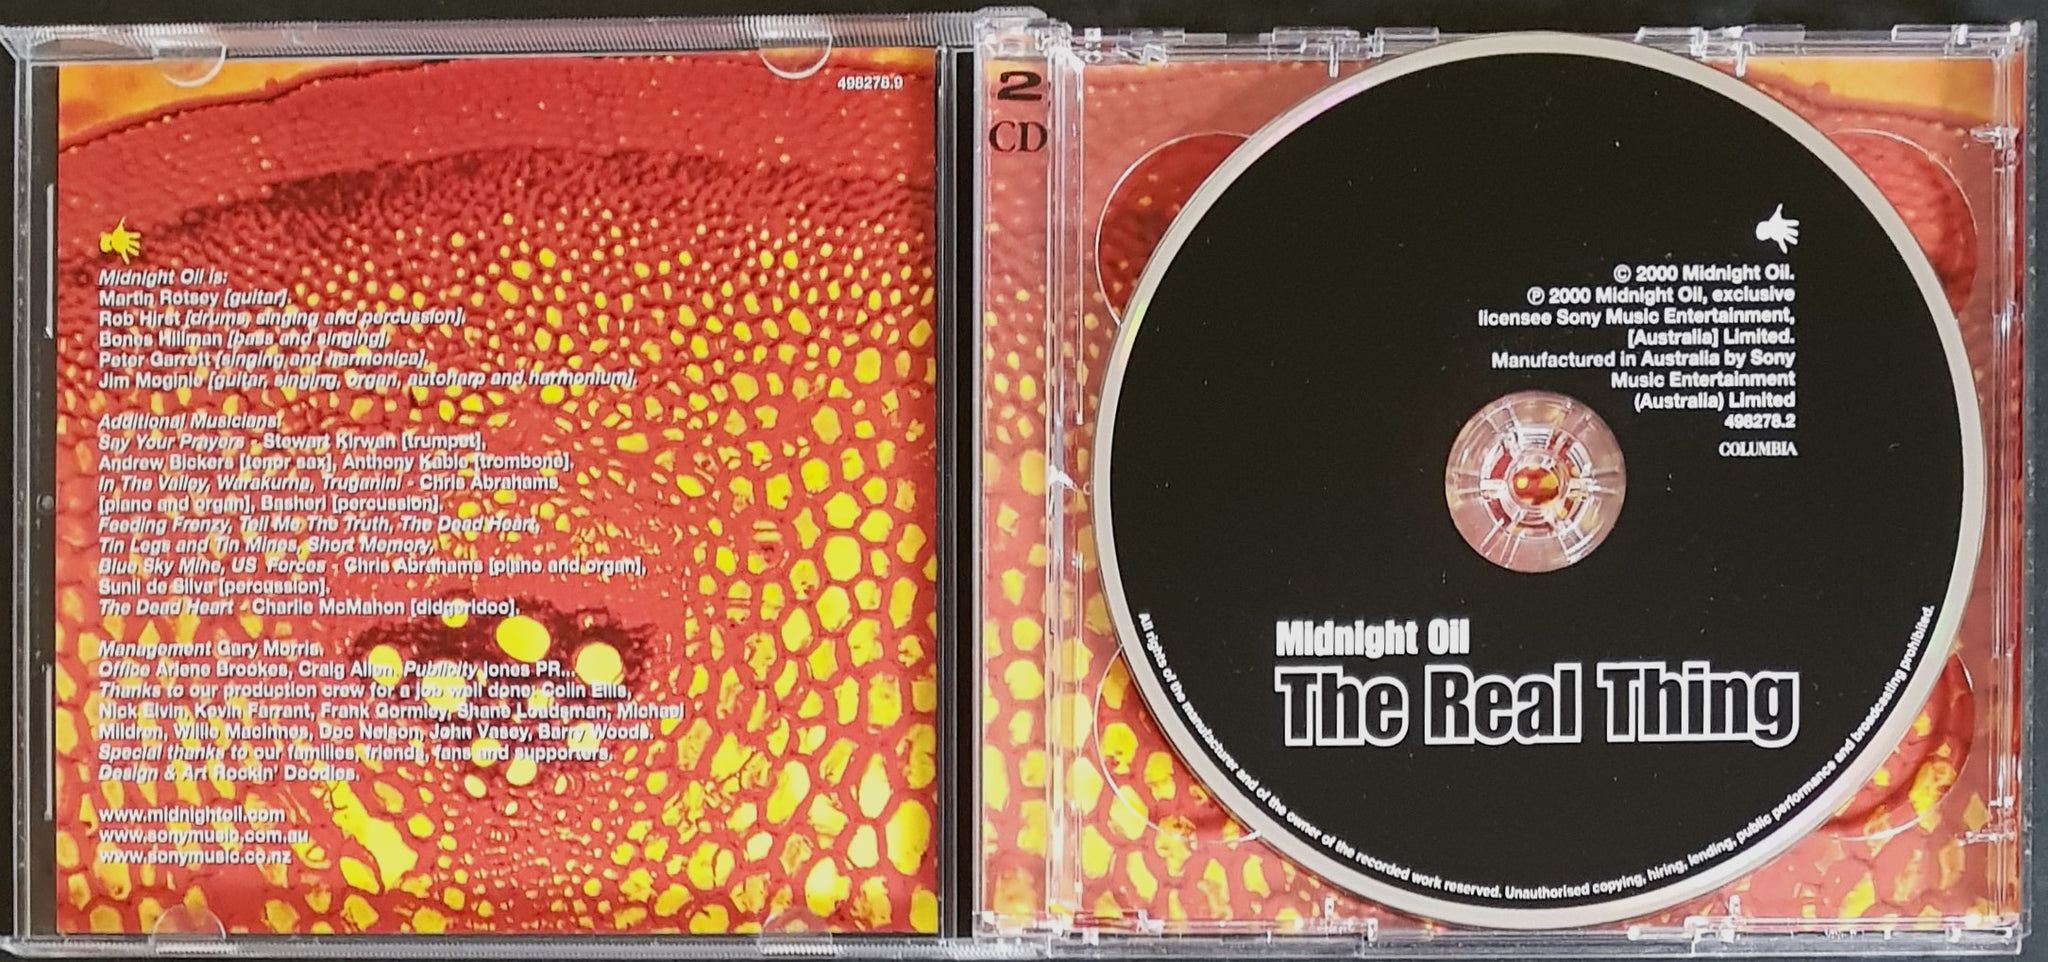 498278.9
Midnight Oil is:
Martin Rotsey [guitar],
Rob Hirst [drums, singing and percussion],
Bones Hillman [bass and singing],
Peter Garrett [singing and harmonica],
Jim Moginie [guitar, singing, organ, autoharp and harmonium].
Additional Musicians:
Say Your Prayers - Stewart Kirwan [trumpet],
Andrew Bickers [tenor sax], Anthony Kable [trombone].
In The Valley, Warakurna, Truganini - Chris Abrahams
[piano and organ], Basheri [percussion].
Feeding Frenzy, Tell Me The Truth, The Dead Heart,
Tin Legs and Tin Mines, Short Memory,
Blue Sky Mine, US Forces - Chris Abrahams [piano and organ],
Sunil de Silva [percussion].
The Dead Heart - Charlie McMahon [didgeridoo].
Management Gary Morris.
Office Arlene Brookes, Craig Allen. Publicity Jones PR...
Thanks to our production crew for a job well done: Colin Ellis,
Nick Elvin, Kevin Farrant, Frank Gormley, Shane Loadsman, Michael
Mildren, Willie MacInnes, Doc Nelson, John Vasey, Barry Woods.
Special thanks to our families, friends, fans and supporters.
Design & Art Rockin' Doodles.
www.midnightoil.com
www.sonymusic.com.au
www.sonymusic.co.nz
2
CD
© 2000 Midnight Oil.
℗ 2000 Midnight Oil, exclusive
licensee Sony Music Entertainment,
[Australia] Limited.
Manufactured in Australia by Sony
Music Entertainment
(Australia) Limited
498278.2
COLUMBIA
Midnight Oil
The Real Thing
All rights of the manufacturer and of the owner of the recorded work reserved. Unauthorised copying, hiring, lending, public performance and broadcasting prohibited.